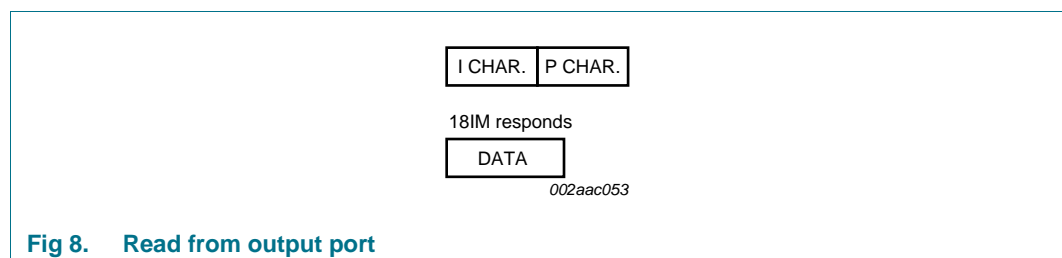 I CHAR. P CHAR.
18IM responds
DATA
002aac053
Fig 8. Read from output port